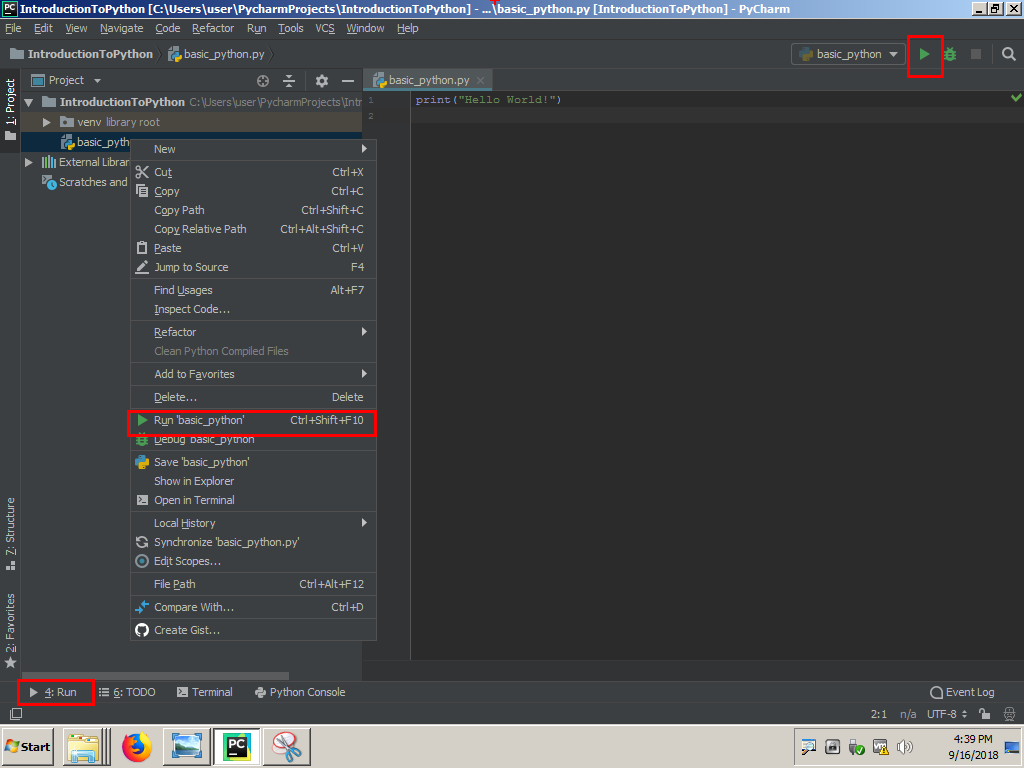 IntroductionToPython [C:\Users\user\PycharmProjects\IntroductionToPython] - ...\basic_python.py [IntroductionToPython] - PyCharm
File Edit View Navigate Code Refactor Run Tools VCS Window Help
IntroductionToPython basic_python.py basic_python
1: Project
Project
basic_python.py
IntroductionToPython C:\Users\user\PycharmProjects\Intr
1 print("Hello World!")
venv library root
2
basic_pyth
External Librar
Scratches and
New
Cut Ctrl+X
Copy Ctrl+C
Copy Path Ctrl+Shift+C
Copy Relative Path Ctrl+Alt+Shift+C
Paste Ctrl+V
Jump to Source F4
Find Usages Alt+F7
Inspect Code...
Refactor
Clean Python Compiled Files
Add to Favorites
Delete... Delete
Run 'basic_python' Ctrl+Shift+F10
Debug 'basic_python'
Save 'basic_python'
Show in Explorer
Open in Terminal
Local History
Synchronize 'basic_python.py'
Edit Scopes...
File Path Ctrl+Alt+F12
Compare With... Ctrl+D
Create Gist...
7: Structure
2: Favorites
4: Run 6: TODO Terminal Python Console Event Log
2:1 n/a UTF-8
Start
PC
4:39 PM
9/16/2018